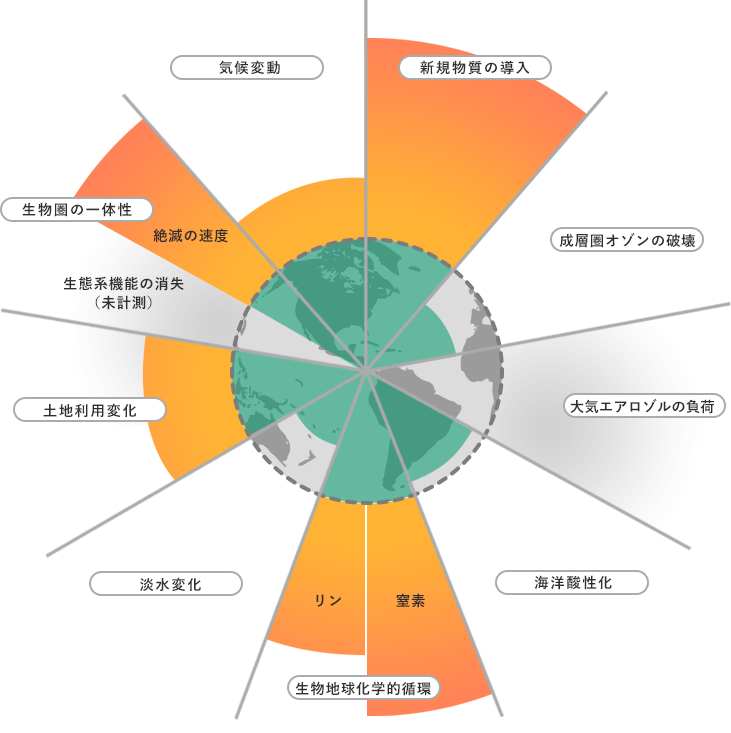 気候変動
新規物質の導入
生物圏の一体性
絶滅の速度
成層圏オゾンの破壊
生態系機能の消失
（未計測）
土地利用変化
大気エアロゾルの負荷
淡水変化
リン
窒素
海洋酸性化
生物地球化学的循環